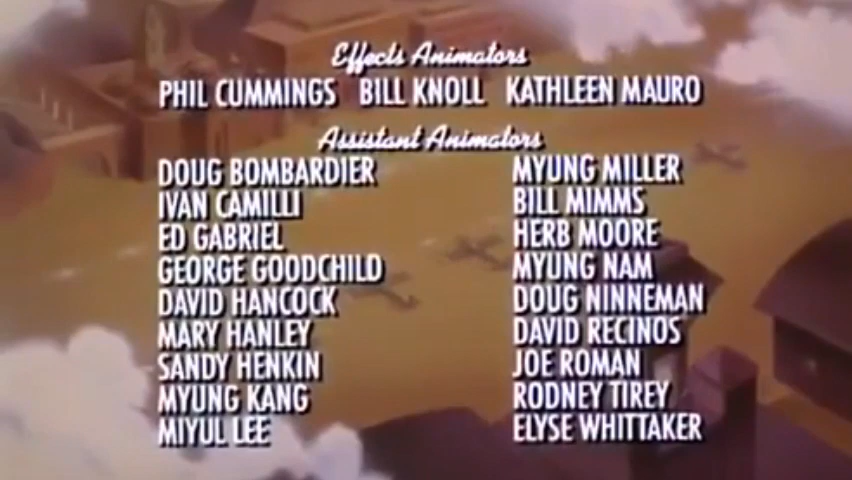 Effects Animators
PHIL CUMMINGS BILL KNOLL KATHLEEN MAURO
Assistant Animators
DOUG BOMBARDIER
IVAN CAMILLI
ED GABRIEL
GEORGE GOODCHILD
DAVID HANCOCK
MARY HANLEY
SANDY HENKIN
MYUNG KANG
MIYUL LEE
MYUNG MILLER
BILL MIMMS
HERB MOORE
MYUNG NAM
DOUG NINNEMAN
DAVID RECINOS
JOE ROMAN
RODNEY TIREY
ELYSE WHITTAKER